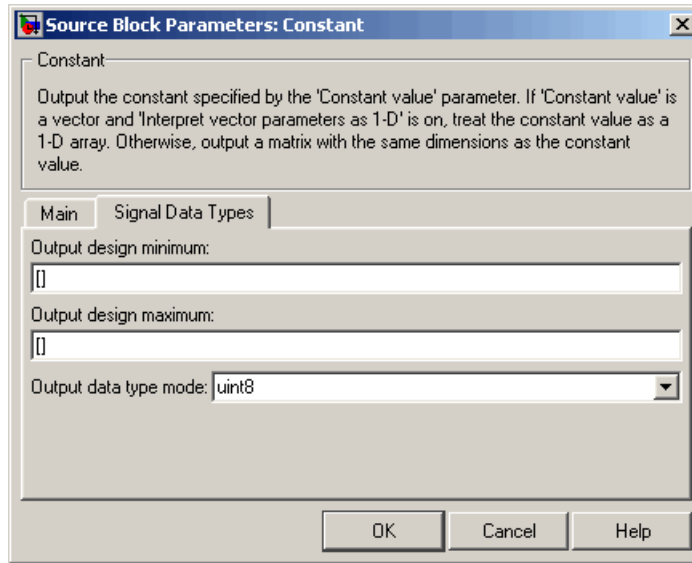 Source Block Parameters: Constant
Constant
Output the constant specified by the 'Constant value' parameter. If 'Constant value' is
a vector and 'Interpret vector parameters as 1-D' is on, treat the constant value as a
1-D array. Otherwise, output a matrix with the same dimensions as the constant
value.
Main Signal Data Types
Output design minimum:
[]
Output design maximum:
[]
Output data type mode: uint8
OK Cancel Help